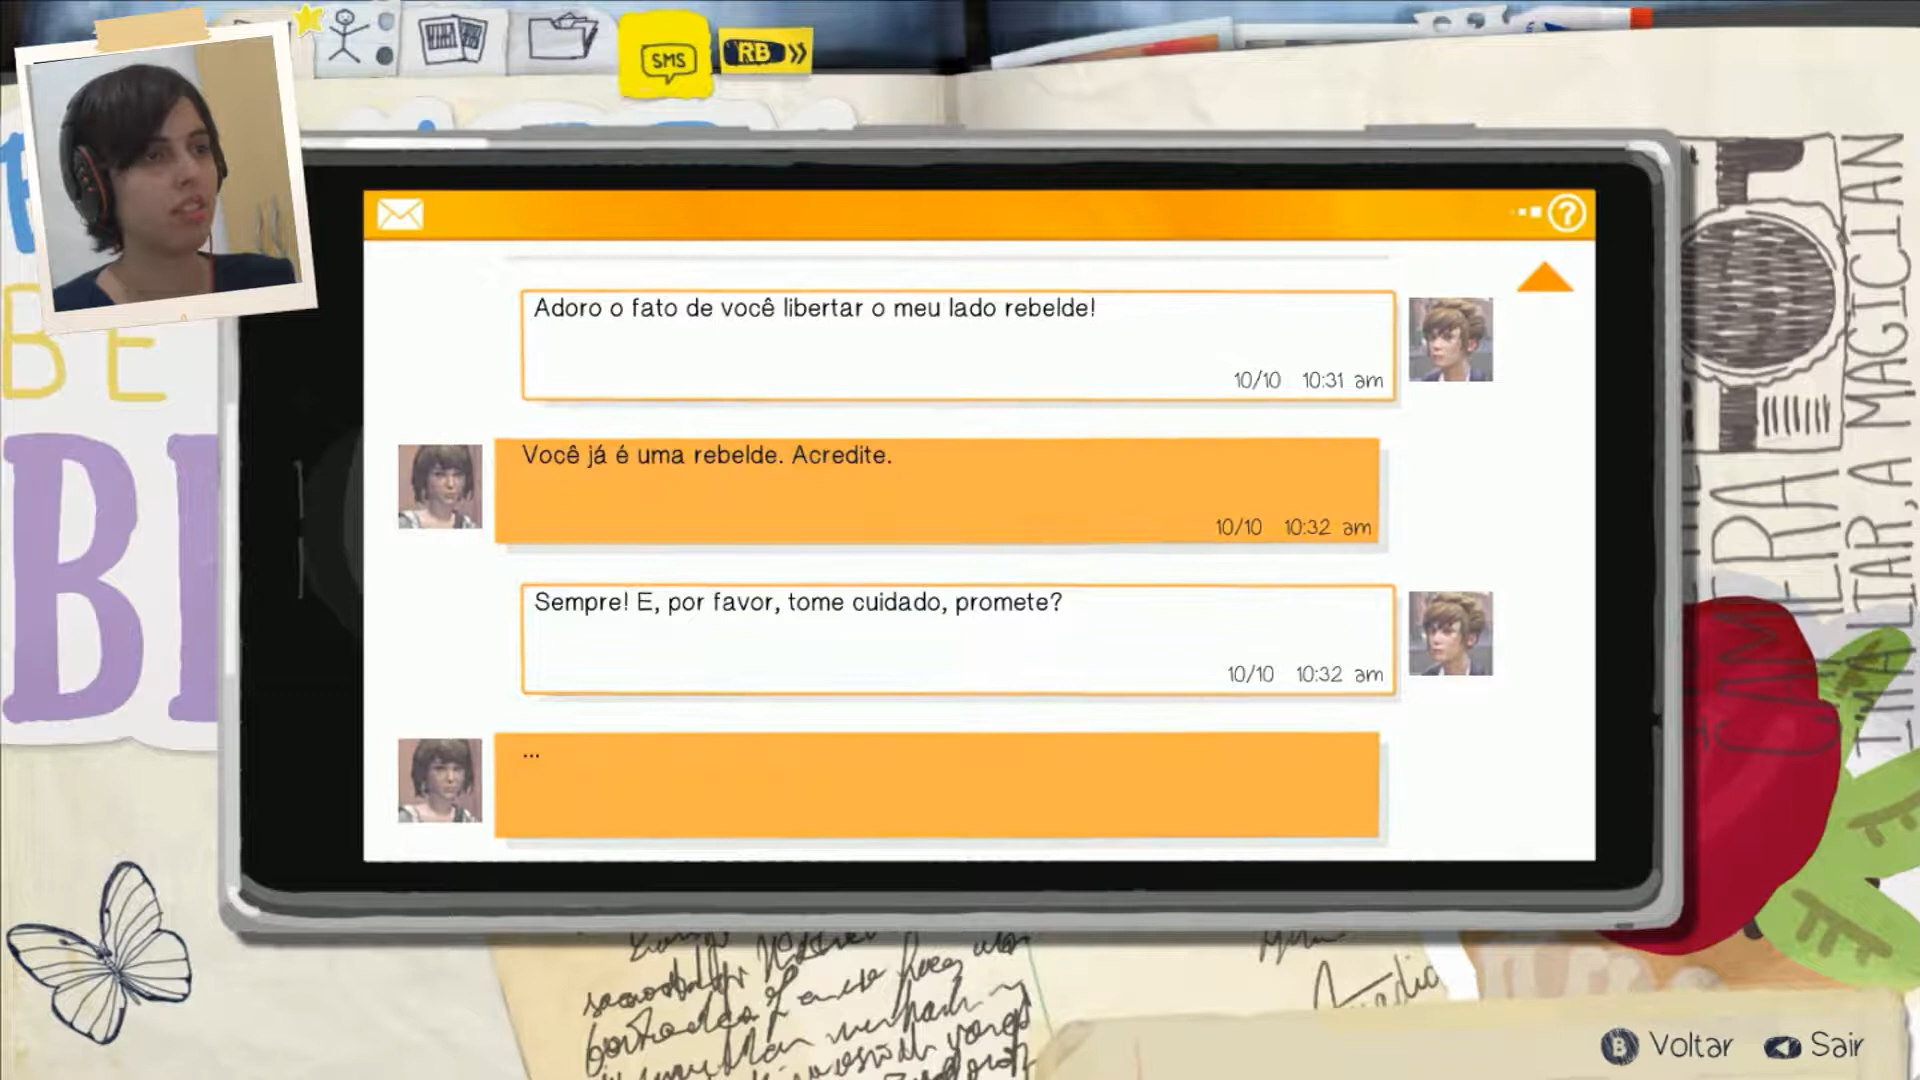 SMS
RB
Adoro o fato de você libertar o meu lado rebelde!
10/10 10:31 am
Você já é uma rebelde. Acredite.
10/10 10:32 am
Sempre! E, por favor, tome cuidado, promete?
10/10 10:32 am
...
BE
A MAGICIAN
B Voltar
Sair